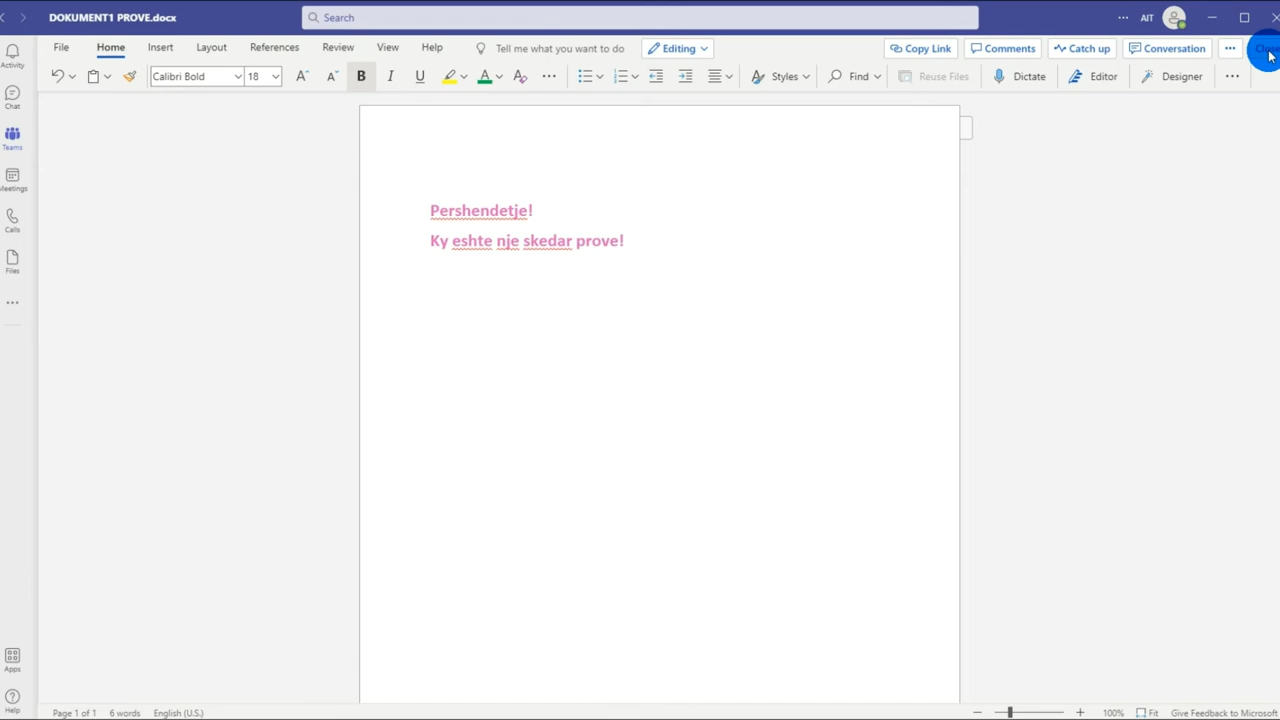 DOKUMENT1 PROVE.docx
Search
AIT
File Home Insert Layout References Review View Help Tell me what you want to do Editing Copy Link Comments Catch up Conversation Close
Calibri Bold 18 A A B I U A A Styles Find Reuse Files Dictate Editor Designer
Activity
Chat
Teams
Meetings
Calls
Files
Pershendetje!
Ky eshte nje skedar prove!
Apps
Help
Page 1 of 1 6 words English (U.S.) 100% Fit Give Feedback to Microsoft